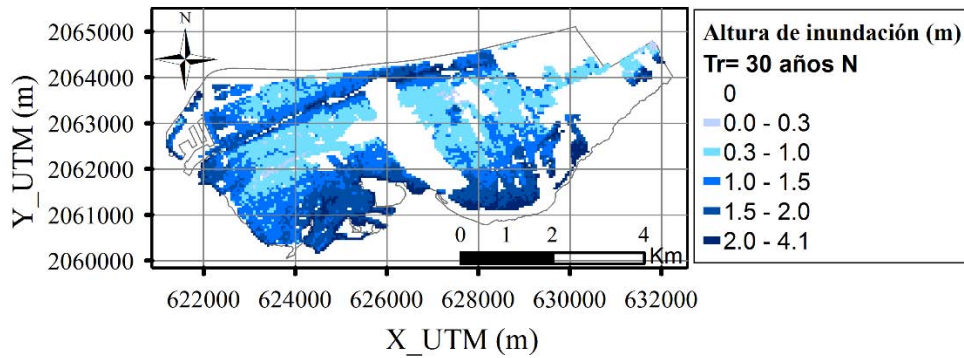 N
2065000
2064000
2063000
2062000
2061000
2060000
Y_UTM (m)
622000 624000 626000 628000 630000 632000
X_UTM (m)
0 1 2 4
Km
Altura de inundación (m)
Tr= 30 años N
0
0.0 - 0.3
0.3 - 1.0
1.0 - 1.5
1.5 - 2.0
2.0 - 4.1